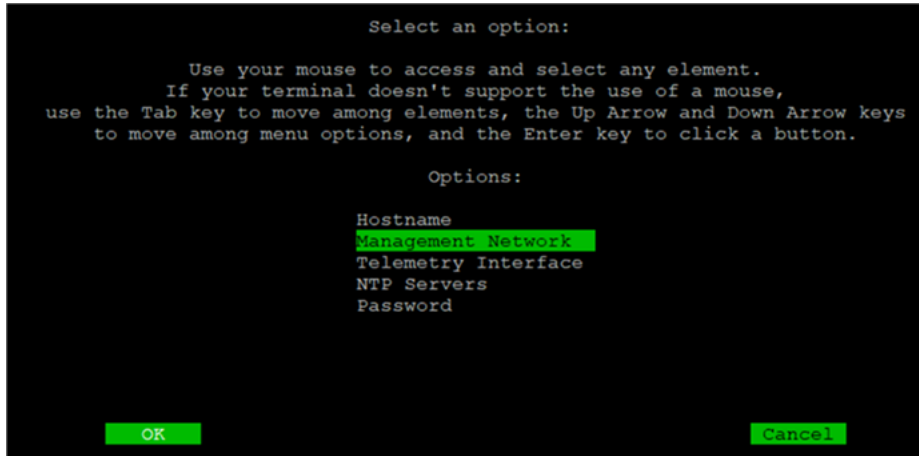 Select an option:
Use your mouse to access and select any element.
If your terminal doesn't support the use of a mouse,
use the Tab key to move among elements, the Up Arrow and Down Arrow keys
to move among menu options, and the Enter key to click a button.
Options:
Hostname
Management Network
Telemetry Interface
NTP Servers
Password
OK
Cancel